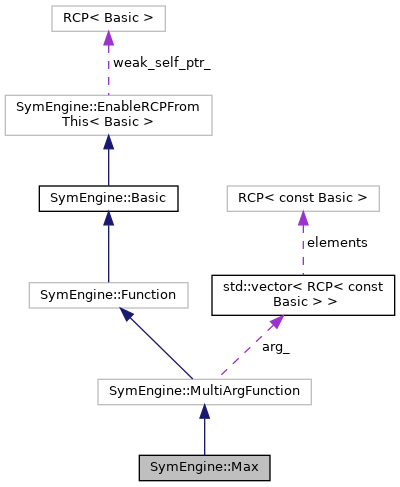 RCP< Basic >
weak_self_ptr_
SymEngine::EnableRCPFrom
This< Basic >
SymEngine::Basic
RCP< const Basic >
elements
SymEngine::Function
std::vector< RCP< const
Basic > >
arg_
SymEngine::MultiArgFunction
SymEngine::Max